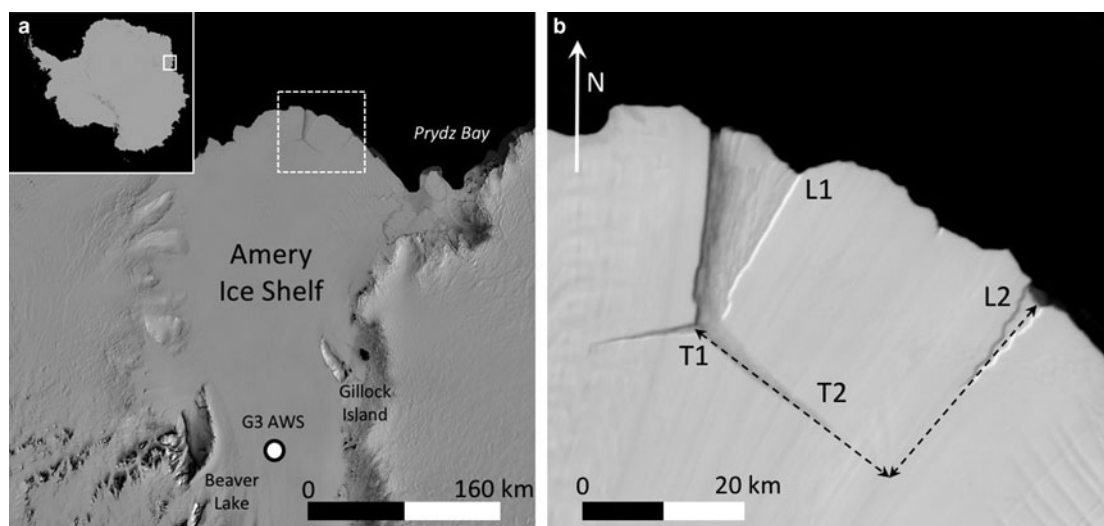 a
Prydz Bay
Amery
Ice Shelf
Gillock
Island
G3 AWS
Beaver
Lake
0 160 km
b
N
L1
L2
T1
T2
0 20 km